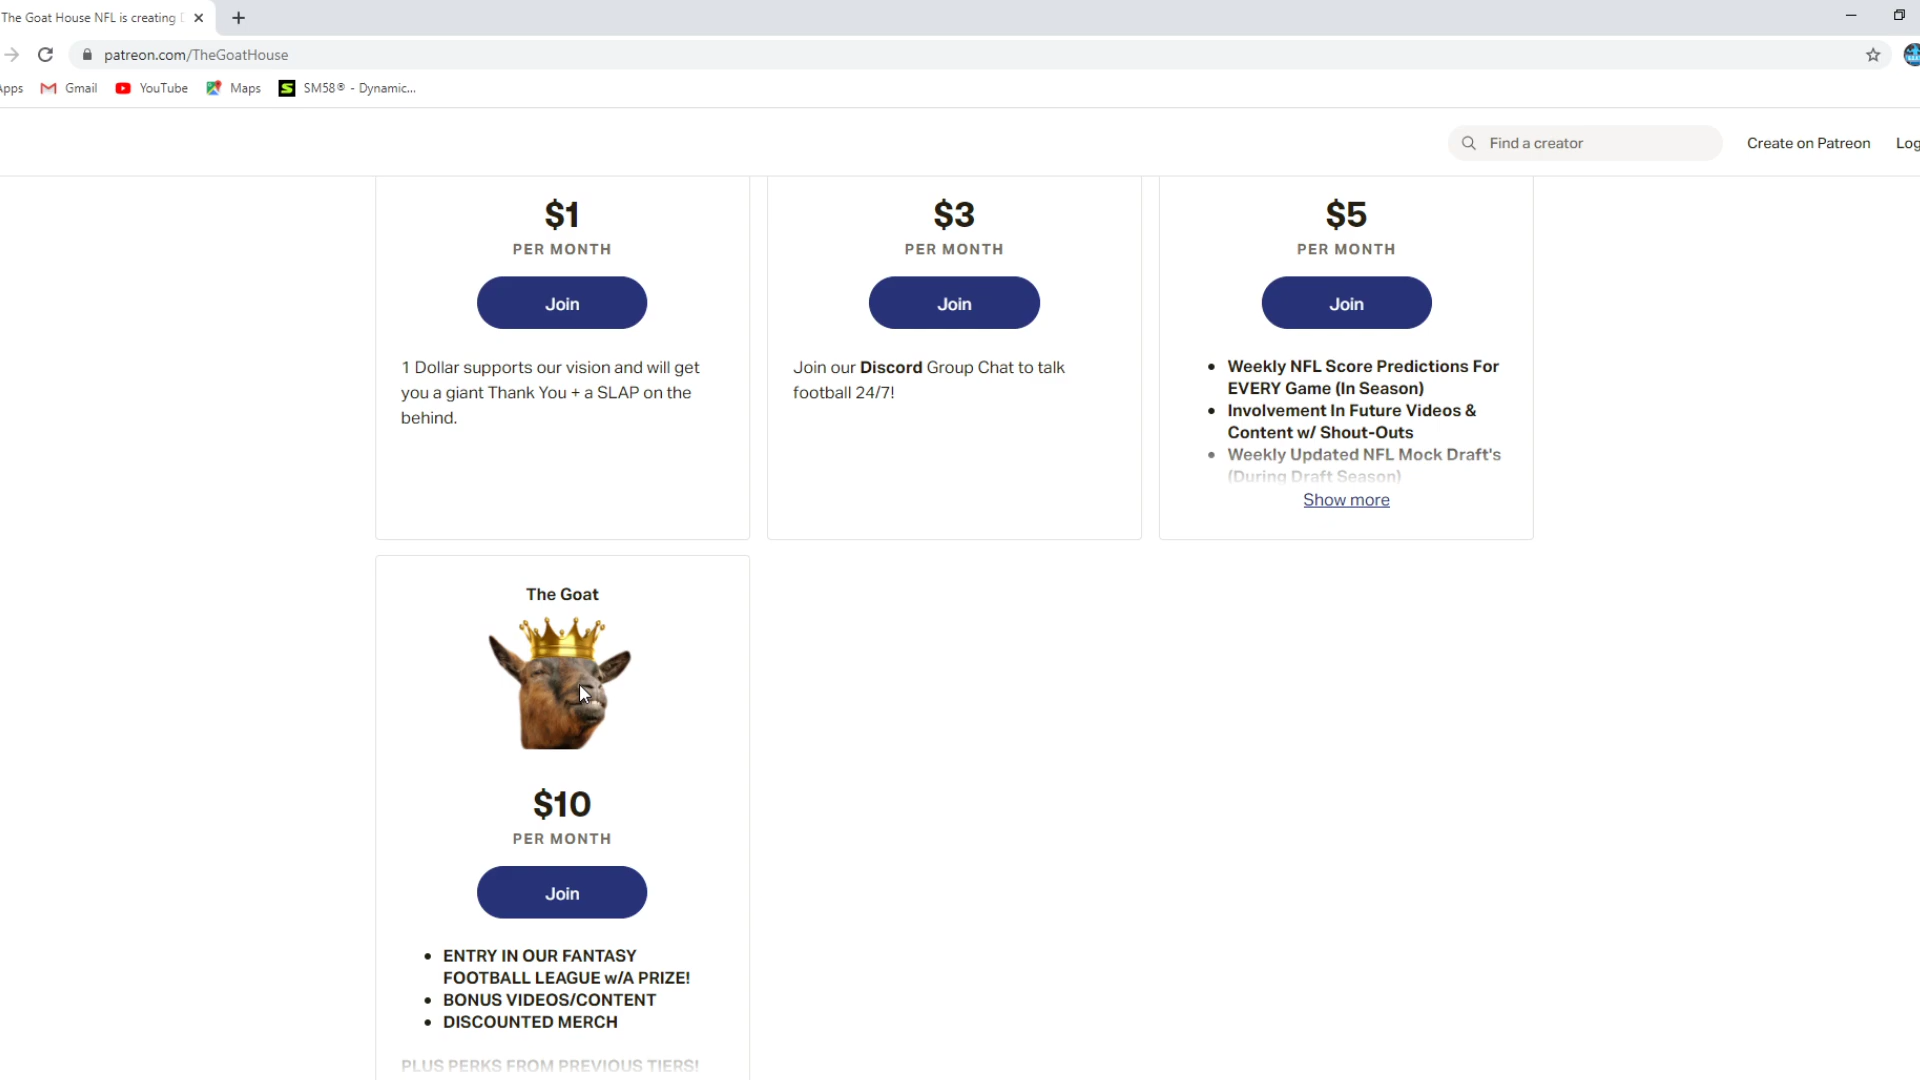 The Goat House NFL is creating
patreon.com/TheGoatHouse
Apps
Gmail
YouTube
Maps
SM58® - Dynamic...
Find a creator
Create on Patreon
Log
$1
PER MONTH
Join
1 Dollar supports our vision and will get
you a giant Thank You + a SLAP on the
behind.
$3
PER MONTH
Join
Join our Discord Group Chat to talk
football 24/7!
$5
PER MONTH
Join
• Weekly NFL Score Predictions For
EVERY Game (In Season)
• Involvement In Future Videos &
Content w/ Shout-Outs
• Weekly Updated NFL Mock Draft's
(During Draft Season)
Show more
The Goat
$10
PER MONTH
Join
• ENTRY IN OUR FANTASY
FOOTBALL LEAGUE w/A PRIZE!
• BONUS VIDEOS/CONTENT
• DISCOUNTED MERCH
PLUS PERKS FROM PREVIOUS TIERS!